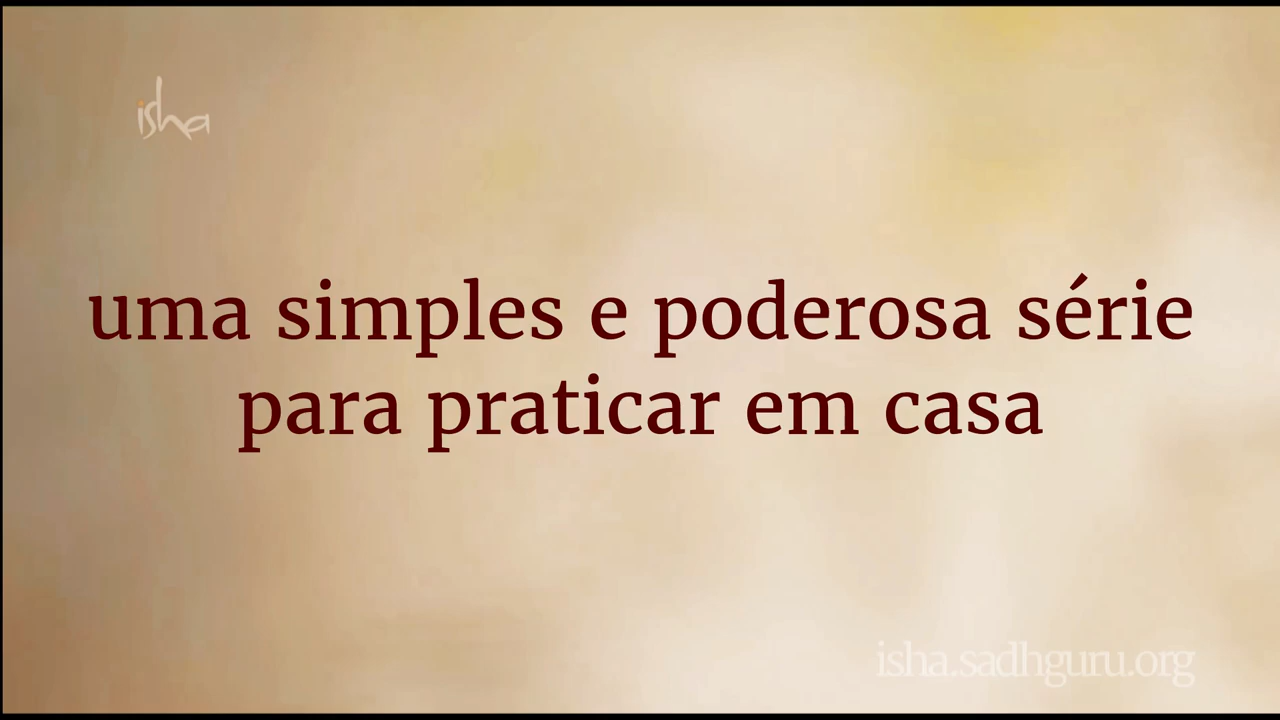 isha
uma simples e poderosa série
para praticar em casa
isha.sadhguru.org